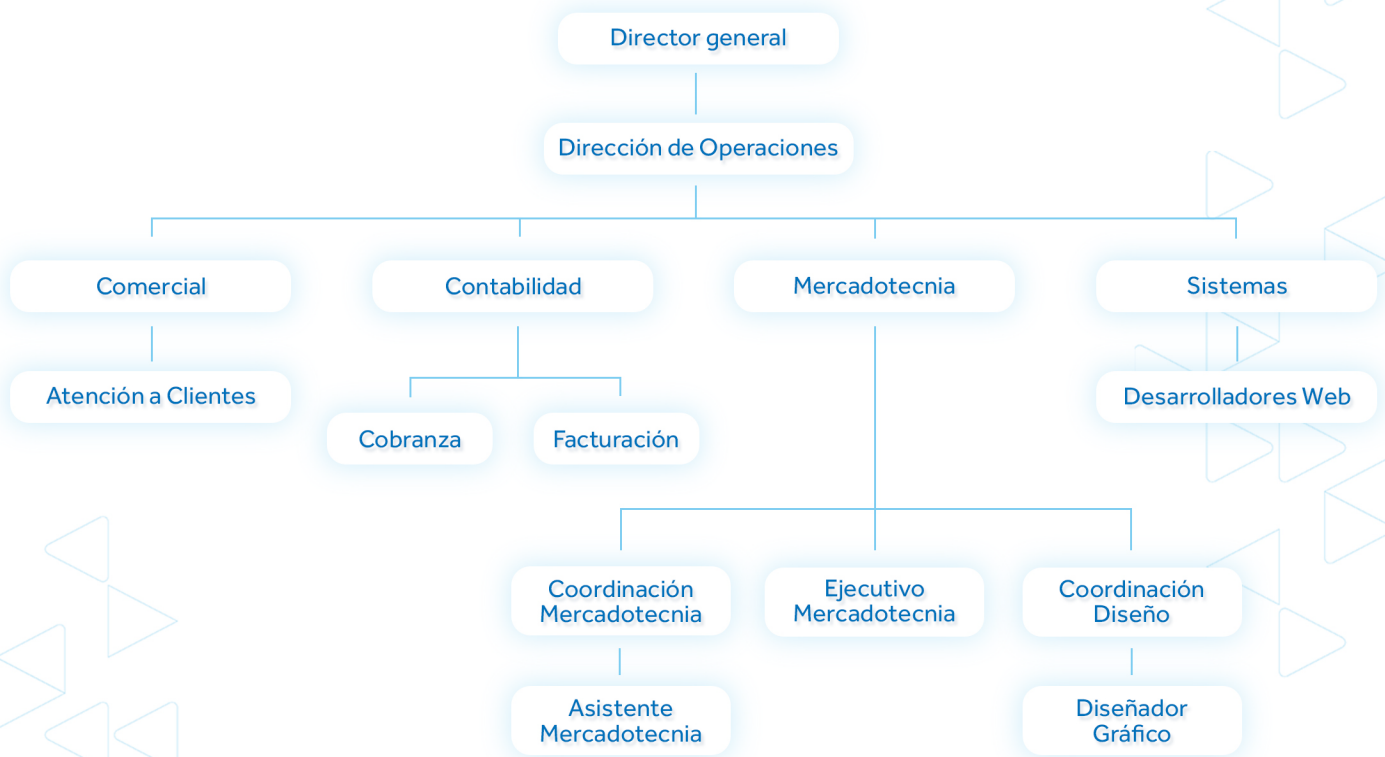 Director general
Dirección de Operaciones
Comercial
Contabilidad
Mercadotecnia
Sistemas
Atención a Clientes
Desarrolladores Web
Cobranza
Facturación
Coordinación
Mercadotecnia
Ejecutivo
Mercadotecnia
Coordinación
Diseño
Asistente
Mercadotecnia
Diseñador
Gráfico